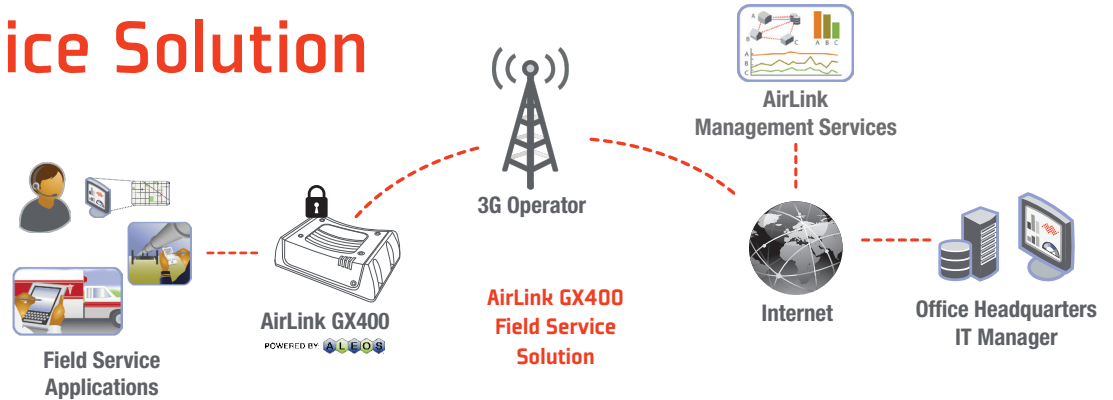 ice Solution
A
B
C
A B C
A
B
C
AirLink
Management Services
3G Operator
AirLink GX400
POWERED BY: ALEOS
AirLink GX400
Field Service
Solution
Internet
Office Headquarters
IT Manager
Field Service
Applications